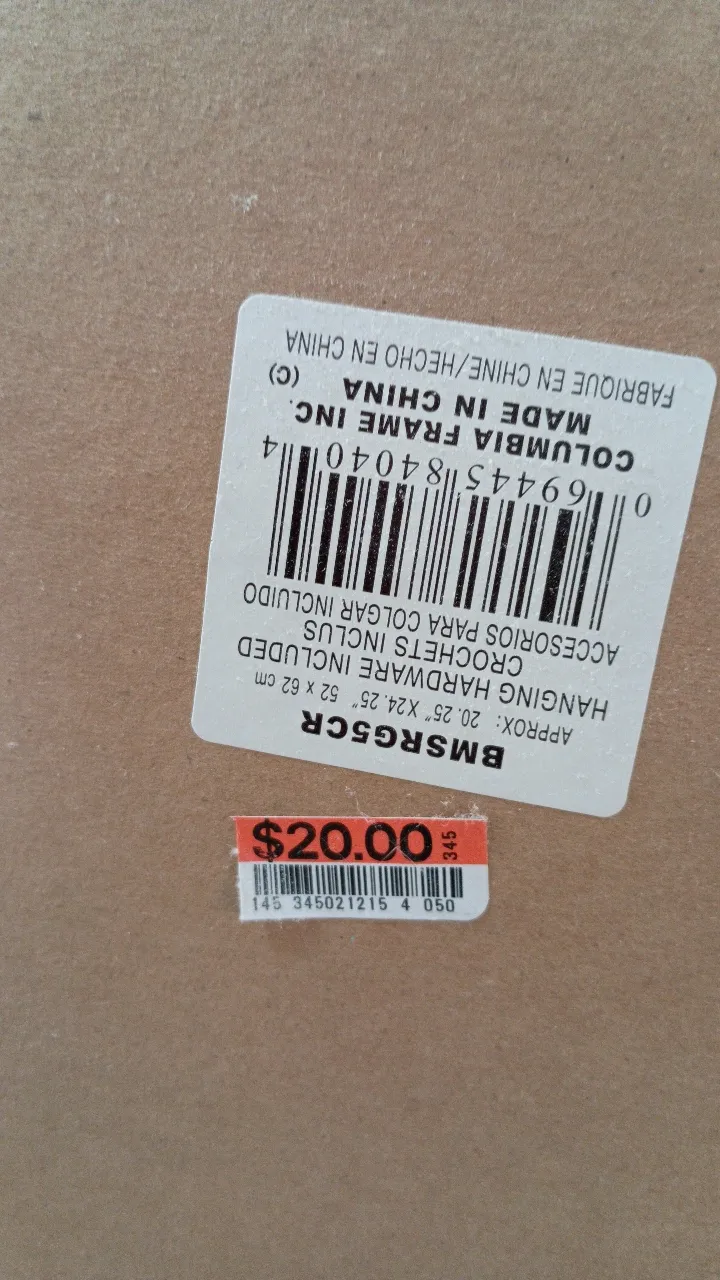 BMSRG5CR
APPROX: 20.25" X24.25" 52 x 62 cm
HANGING HARDWARE INCLUDED
CROCHETS INCLUS
ACCESORIOS PARA COLGAR INCLUIDO
0 69445 84040 4
COLUMBIA FRAME INC.
MADE IN CHINA (C)
FABRIQUE EN CHINE/HECHO EN CHINA
$20.00 345
145 345021215 4 050